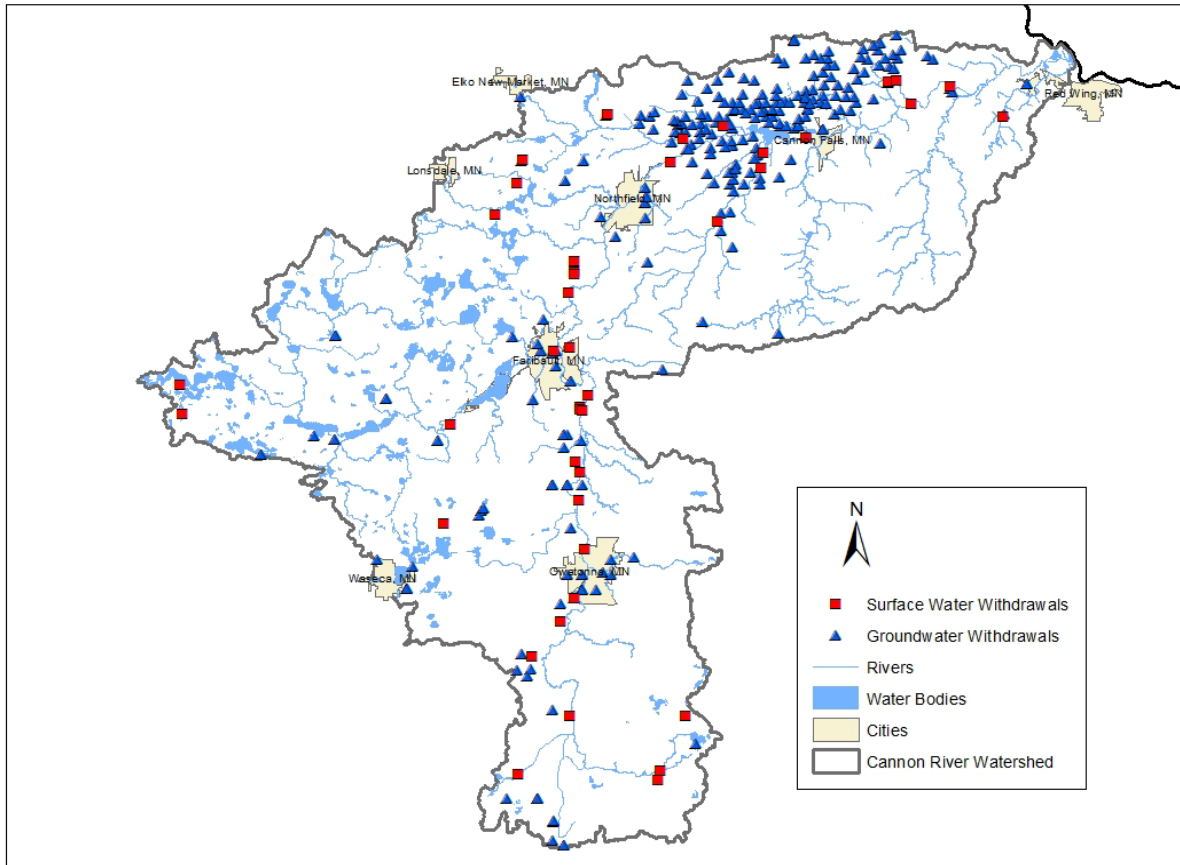 Elko New Market, MN
Red Wing, MN
Cannon Falls, MN
Lonsdale, MN
Northfield, MN
Faribault, MN
Owatonna, MN
Waseca, MN
N
Surface Water Withdrawals
Groundwater Withdrawals
Rivers
Water Bodies
Cities
Cannon River Watershed